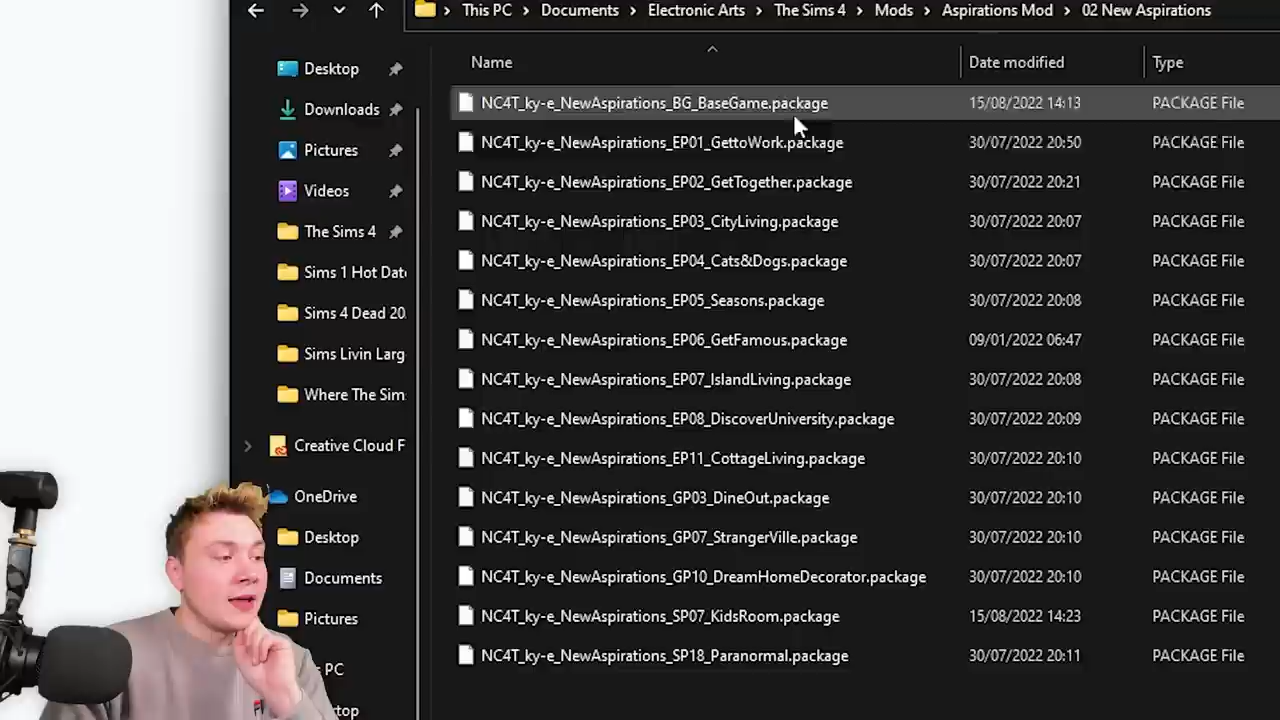 This PC > Documents > Electronic Arts > The Sims 4 > Mods > Aspirations Mod > 02 New Aspirations
Name Date modified Type
Desktop
Downloads
Pictures
Videos
The Sims 4
Sims 1 Hot Date
Sims 4 Dead 20
Sims Livin Larg
Where The Sim
Creative Cloud F
OneDrive
Desktop
Documents
Pictures
s PC
top
NC4T_ky-e_NewAspirations_BG_BaseGame.package 15/08/2022 14:13 PACKAGE File
NC4T_ky-e_NewAspirations_EP01_GettoWork.package 30/07/2022 20:50 PACKAGE File
NC4T_ky-e_NewAspirations_EP02_GetTogether.package 30/07/2022 20:21 PACKAGE File
NC4T_ky-e_NewAspirations_EP03_CityLiving.package 30/07/2022 20:07 PACKAGE File
NC4T_ky-e_NewAspirations_EP04_Cats&Dogs.package 30/07/2022 20:07 PACKAGE File
NC4T_ky-e_NewAspirations_EP05_Seasons.package 30/07/2022 20:08 PACKAGE File
NC4T_ky-e_NewAspirations_EP06_GetFamous.package 09/01/2022 06:47 PACKAGE File
NC4T_ky-e_NewAspirations_EP07_IslandLiving.package 30/07/2022 20:08 PACKAGE File
NC4T_ky-e_NewAspirations_EP08_DiscoverUniversity.package 30/07/2022 20:09 PACKAGE File
NC4T_ky-e_NewAspirations_EP11_CottageLiving.package 30/07/2022 20:10 PACKAGE File
NC4T_ky-e_NewAspirations_GP03_DineOut.package 30/07/2022 20:10 PACKAGE File
NC4T_ky-e_NewAspirations_GP07_StrangerVille.package 30/07/2022 20:10 PACKAGE File
NC4T_ky-e_NewAspirations_GP10_DreamHomeDecorator.package 30/07/2022 20:10 PACKAGE File
NC4T_ky-e_NewAspirations_SP07_KidsRoom.package 15/08/2022 14:23 PACKAGE File
NC4T_ky-e_NewAspirations_SP18_Paranormal.package 30/07/2022 20:11 PACKAGE File